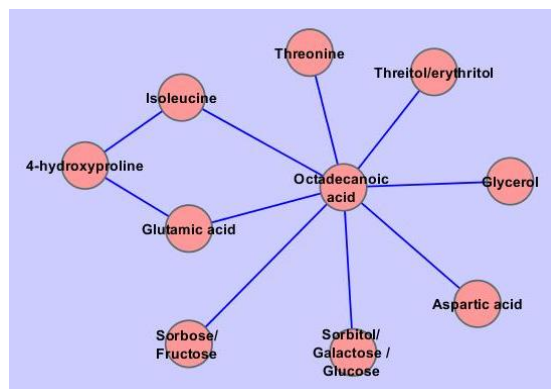 Threonine
Threitol/erythritol
Isoleucine
4-hydroxyproline
Octadecanoic
acid
Glycerol
Glutamic acid
Aspartic acid
Sorbose/
Fructose
Sorbitol/
Galactose /
Glucose